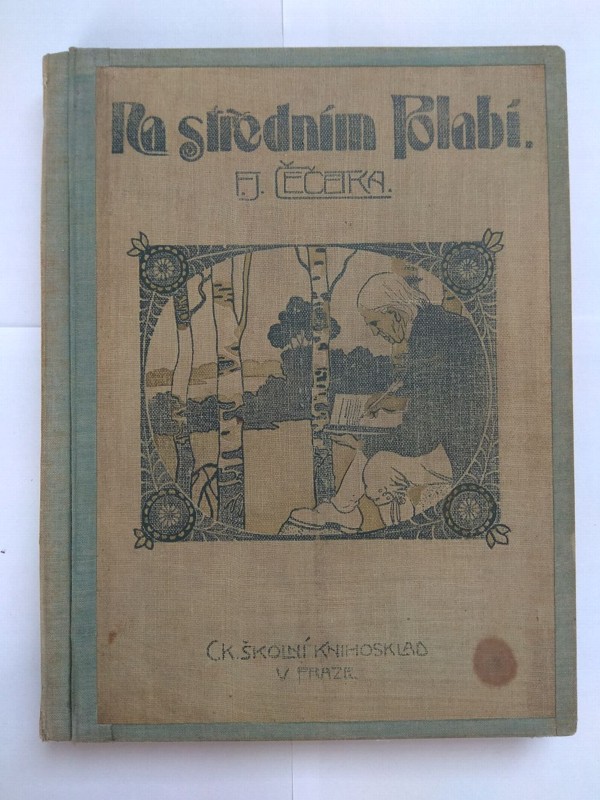 Na středním Polabí.
F. J. ČEČETKA.
C. K. ŠKOLNÍ KNIHOSKLAD
V PRAZE.